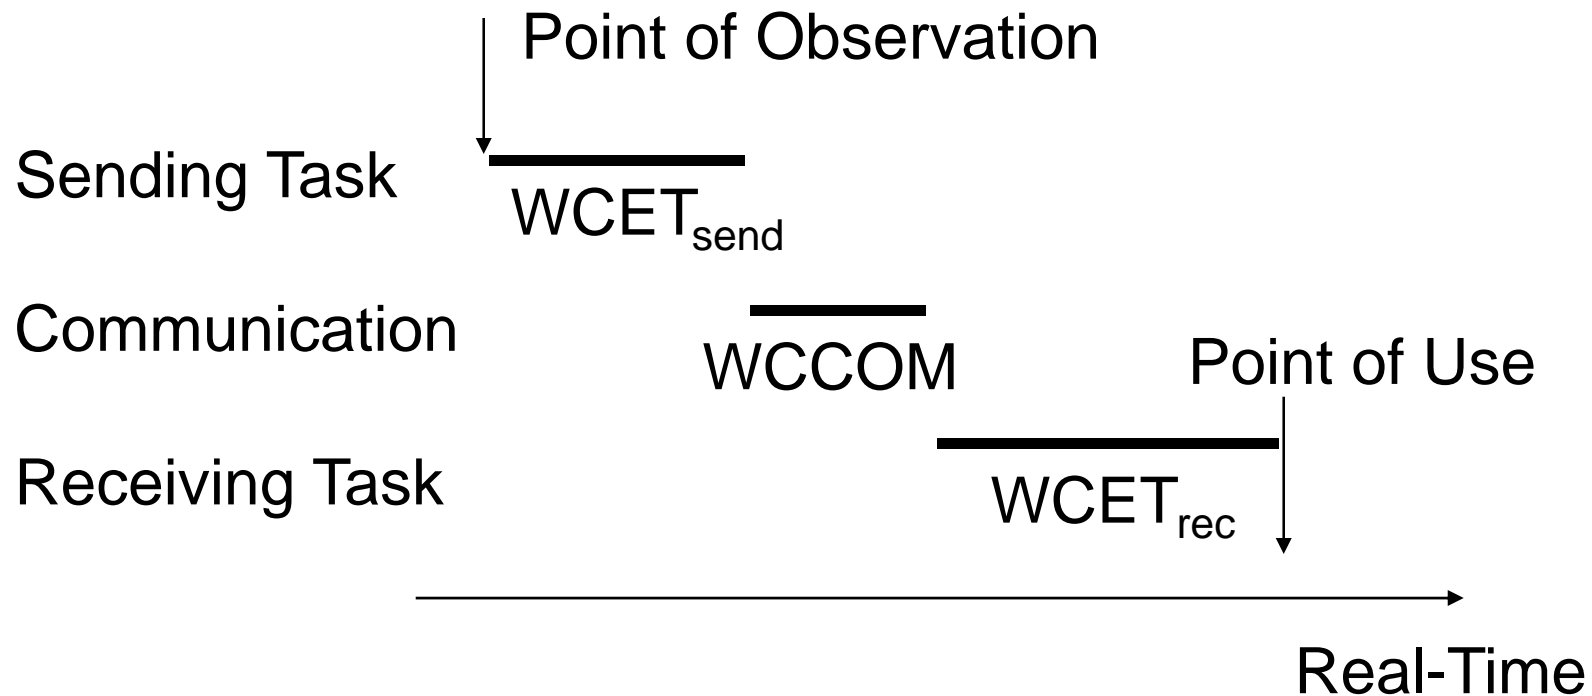 Point of Observation
Sending Task
WCETsend
Communication
WCCOM
Point of Use
Receiving Task
WCETrec
Real-Time